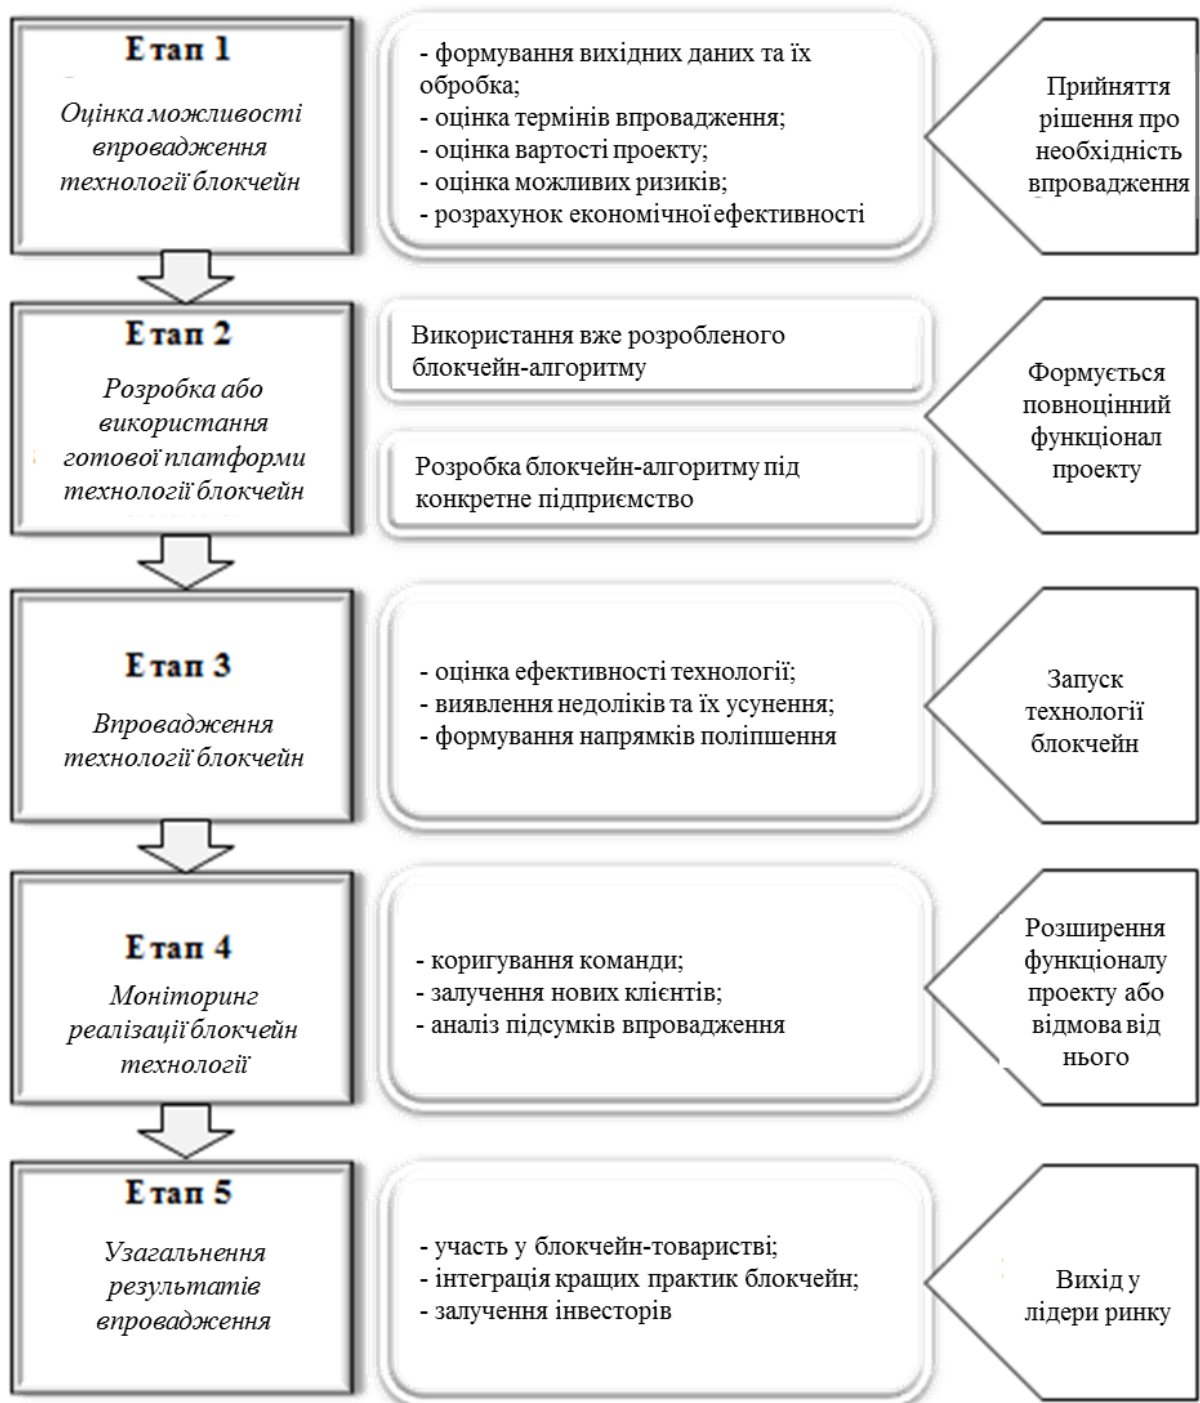 Етап 1
Оцінка можливості
впровадження
технології блокчейн
- формування вихідних даних та їх
обробка;
- оцінка термінів впровадження;
- оцінка вартості проекту;
- оцінка можливих ризиків;
- розрахунок економічної ефективності
Прийняття
рішення про
необхідність
впровадження
Етап 2
Розробка або
використання
готової платформи
технології блокчейн
Використання вже розробленого
блокчейн-алгоритму
Розробка блокчейн-алгоритму під
конкретне підприємство
Формується
повноцінний
функціонал
проекту
Етап 3
Впровадження
технології блокчейн
- оцінка ефективності технології;
- виявлення недоліків та їх усунення;
- формування напрямків поліпшення
Запуск
технології
блокчейн
Етап 4
Моніторинг
реалізації блокчейн
технології
- коригування команди;
- залучення нових клієнтів;
- аналіз підсумків впровадження
Розширення
функціоналу
проекту або
відмова від
нього
Етап 5
Узагальнення
результатів
впровадження
- участь у блокчейн-товаристві;
- інтеграція кращих практик блокчейн;
- залучення інвесторів
Вихід у
лідери ринку